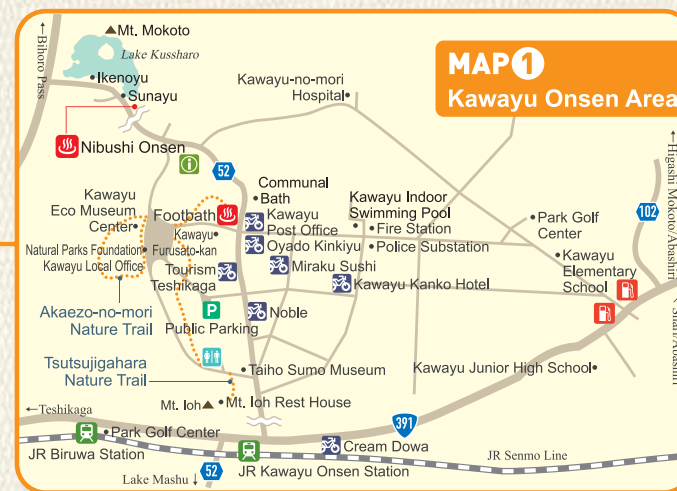 Mt. Mokoto
Lake Kussharo
←Bihoro Pass
Ikenoyu
Sunayu
Kawayu-no-mori
Hospital
MAP1
Kawayu Onsen Area
Nibushi Onsen
52
Kawayu
Eco Museum
Center
Footbath
Communal
Bath
Kawayu
Post Office
Kawayu Indoor
Swimming Pool
Fire Station
Police Substation
Park Golf
Center
102
←Higashi Mokoto/Abashiri
Natural Parks Foundation
Kawayu Local Office
Kawayu
Furusato-kan
Oyado Kinkiyu
Tourism
Teshikaga
Miraku Sushi
Kawayu Kanko Hotel
Kawayu
Elementary
School
Akaezo-no-mori
Nature Trail
P
Public Parking
Noble
Tsutsujigahara
Nature Trail
Taiho Sumo Museum
Kawayu Junior High School
Mt. Ioh
Mt. Ioh Rest House
←Teshikaga
391
Park Golf Center
JR Biruwa Station
Cream Dowa
52
JR Kawayu Onsen Station
JR Senmo Line
Lake Mashu ↓